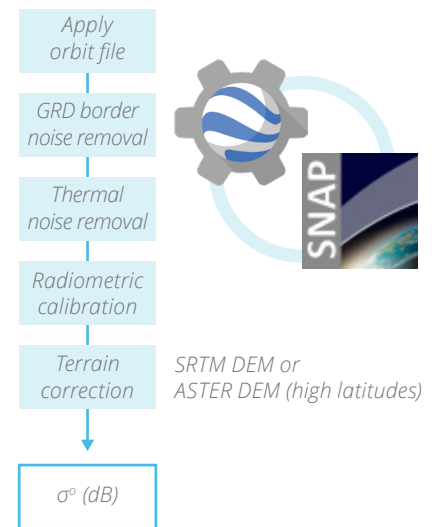 Apply
orbit file
GRD border
noise removal
Thermal
noise removal
SNAP
Radiometric
calibration
Terrain
correction
SRTM DEM or
ASTER DEM (high latitudes)
σº (dB)